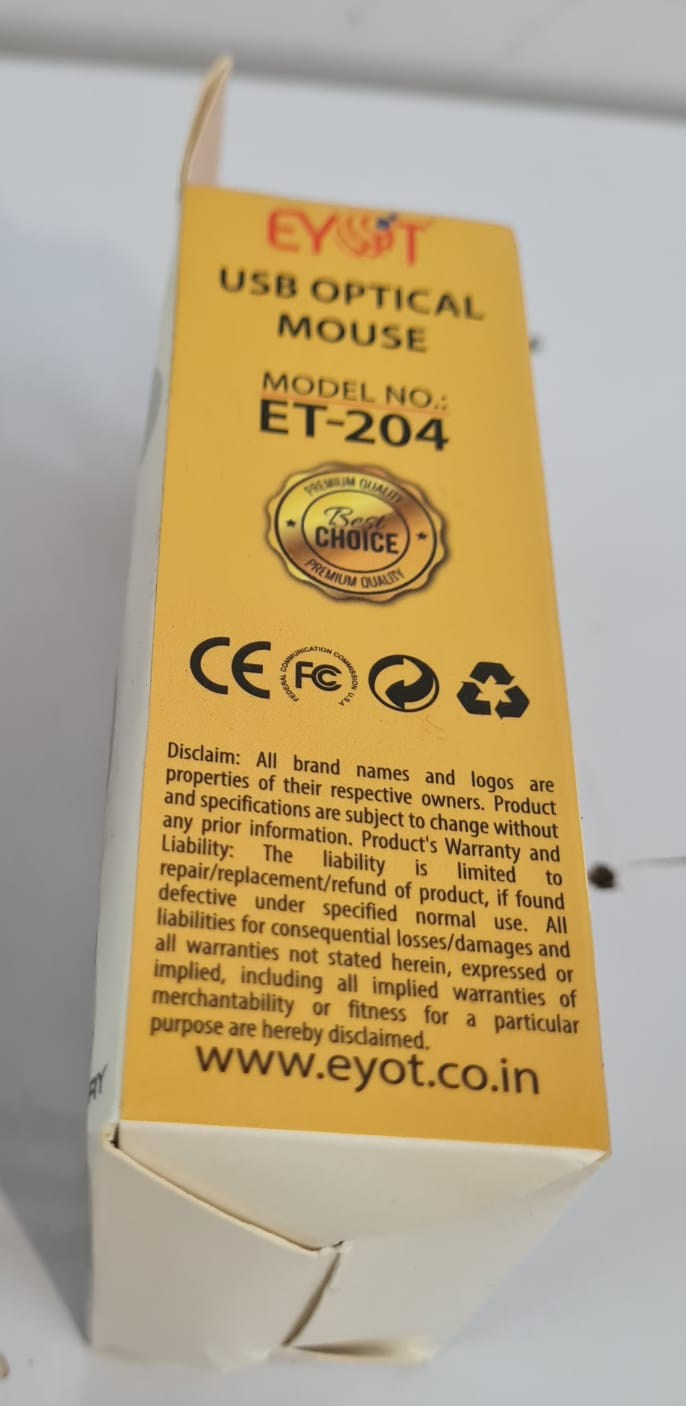 EYOT
USB OPTICAL
MOUSE
MODEL NO.:
ET-204
PREMIUM QUALITY
Best
CHOICE
PREMIUM QUALITY
CE
FEDERAL COMMUNICATION COMMISSION U.S.A
FC
Disclaim: All brand names and logos are
properties of their respective owners. Product
and specifications are subject to change without
any prior information. Product's Warranty and
Liability: The liability is limited to
repair/replacement/refund of product, if found
defective under specified normal use. All
liabilities for consequential losses/damages and
all warranties not stated herein, expressed or
implied, including all implied warranties of
merchantability or fitness for a particular
purpose are hereby disclaimed.
www.eyot.co.in